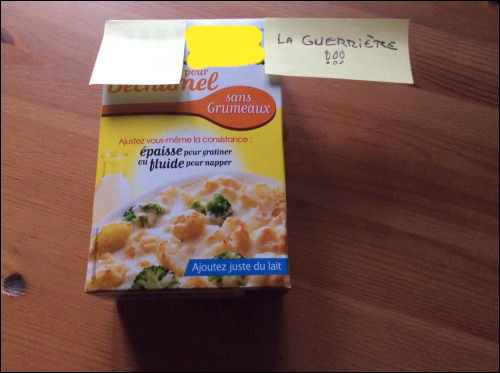 LA GUERRIÈRE
!!!
pour
Béchamel
sans
Grumeaux
Ajustez vous-même la consistance :
épaisse pour gratiner
ou fluide pour napper
Ajoutez juste du lait